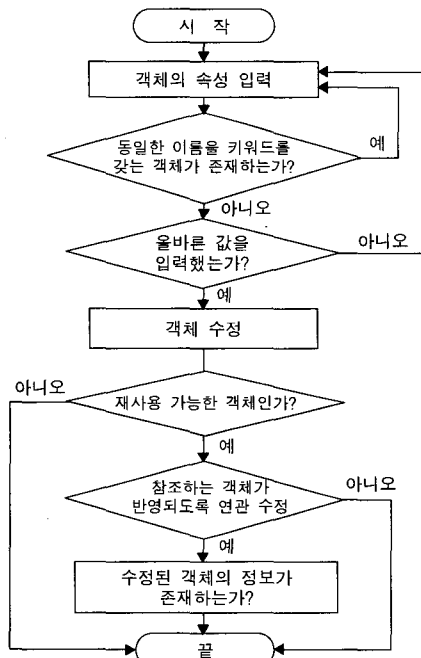 시 작
객체의 속성 입력
동일한 이름울 키워드를
갖는 객체가 존재하는가?
예
아니오
올바른 값을
입력했는가?
아니오
예
객체 수정
아니오
재사용 가능한 객체인가?
예
참조하는 객체가
반영되도록 연관 수정
아니오
예
수정된 객체의 정보가
존재하는가?
끝